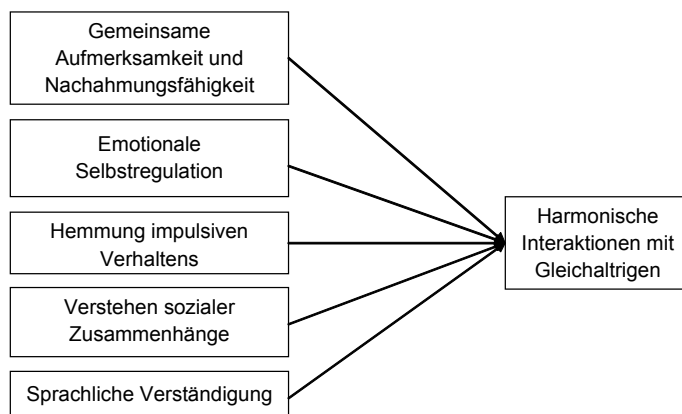 Gemeinsame
Aufmerksamkeit und
Nachahmungsfähigkeit
Emotionale
Selbstregulation
Hemmung impulsiven
Verhaltens
Verstehen sozialer
Zusammenhänge
Sprachliche Verständigung
Harmonische
Interaktionen mit
Gleichaltrigen